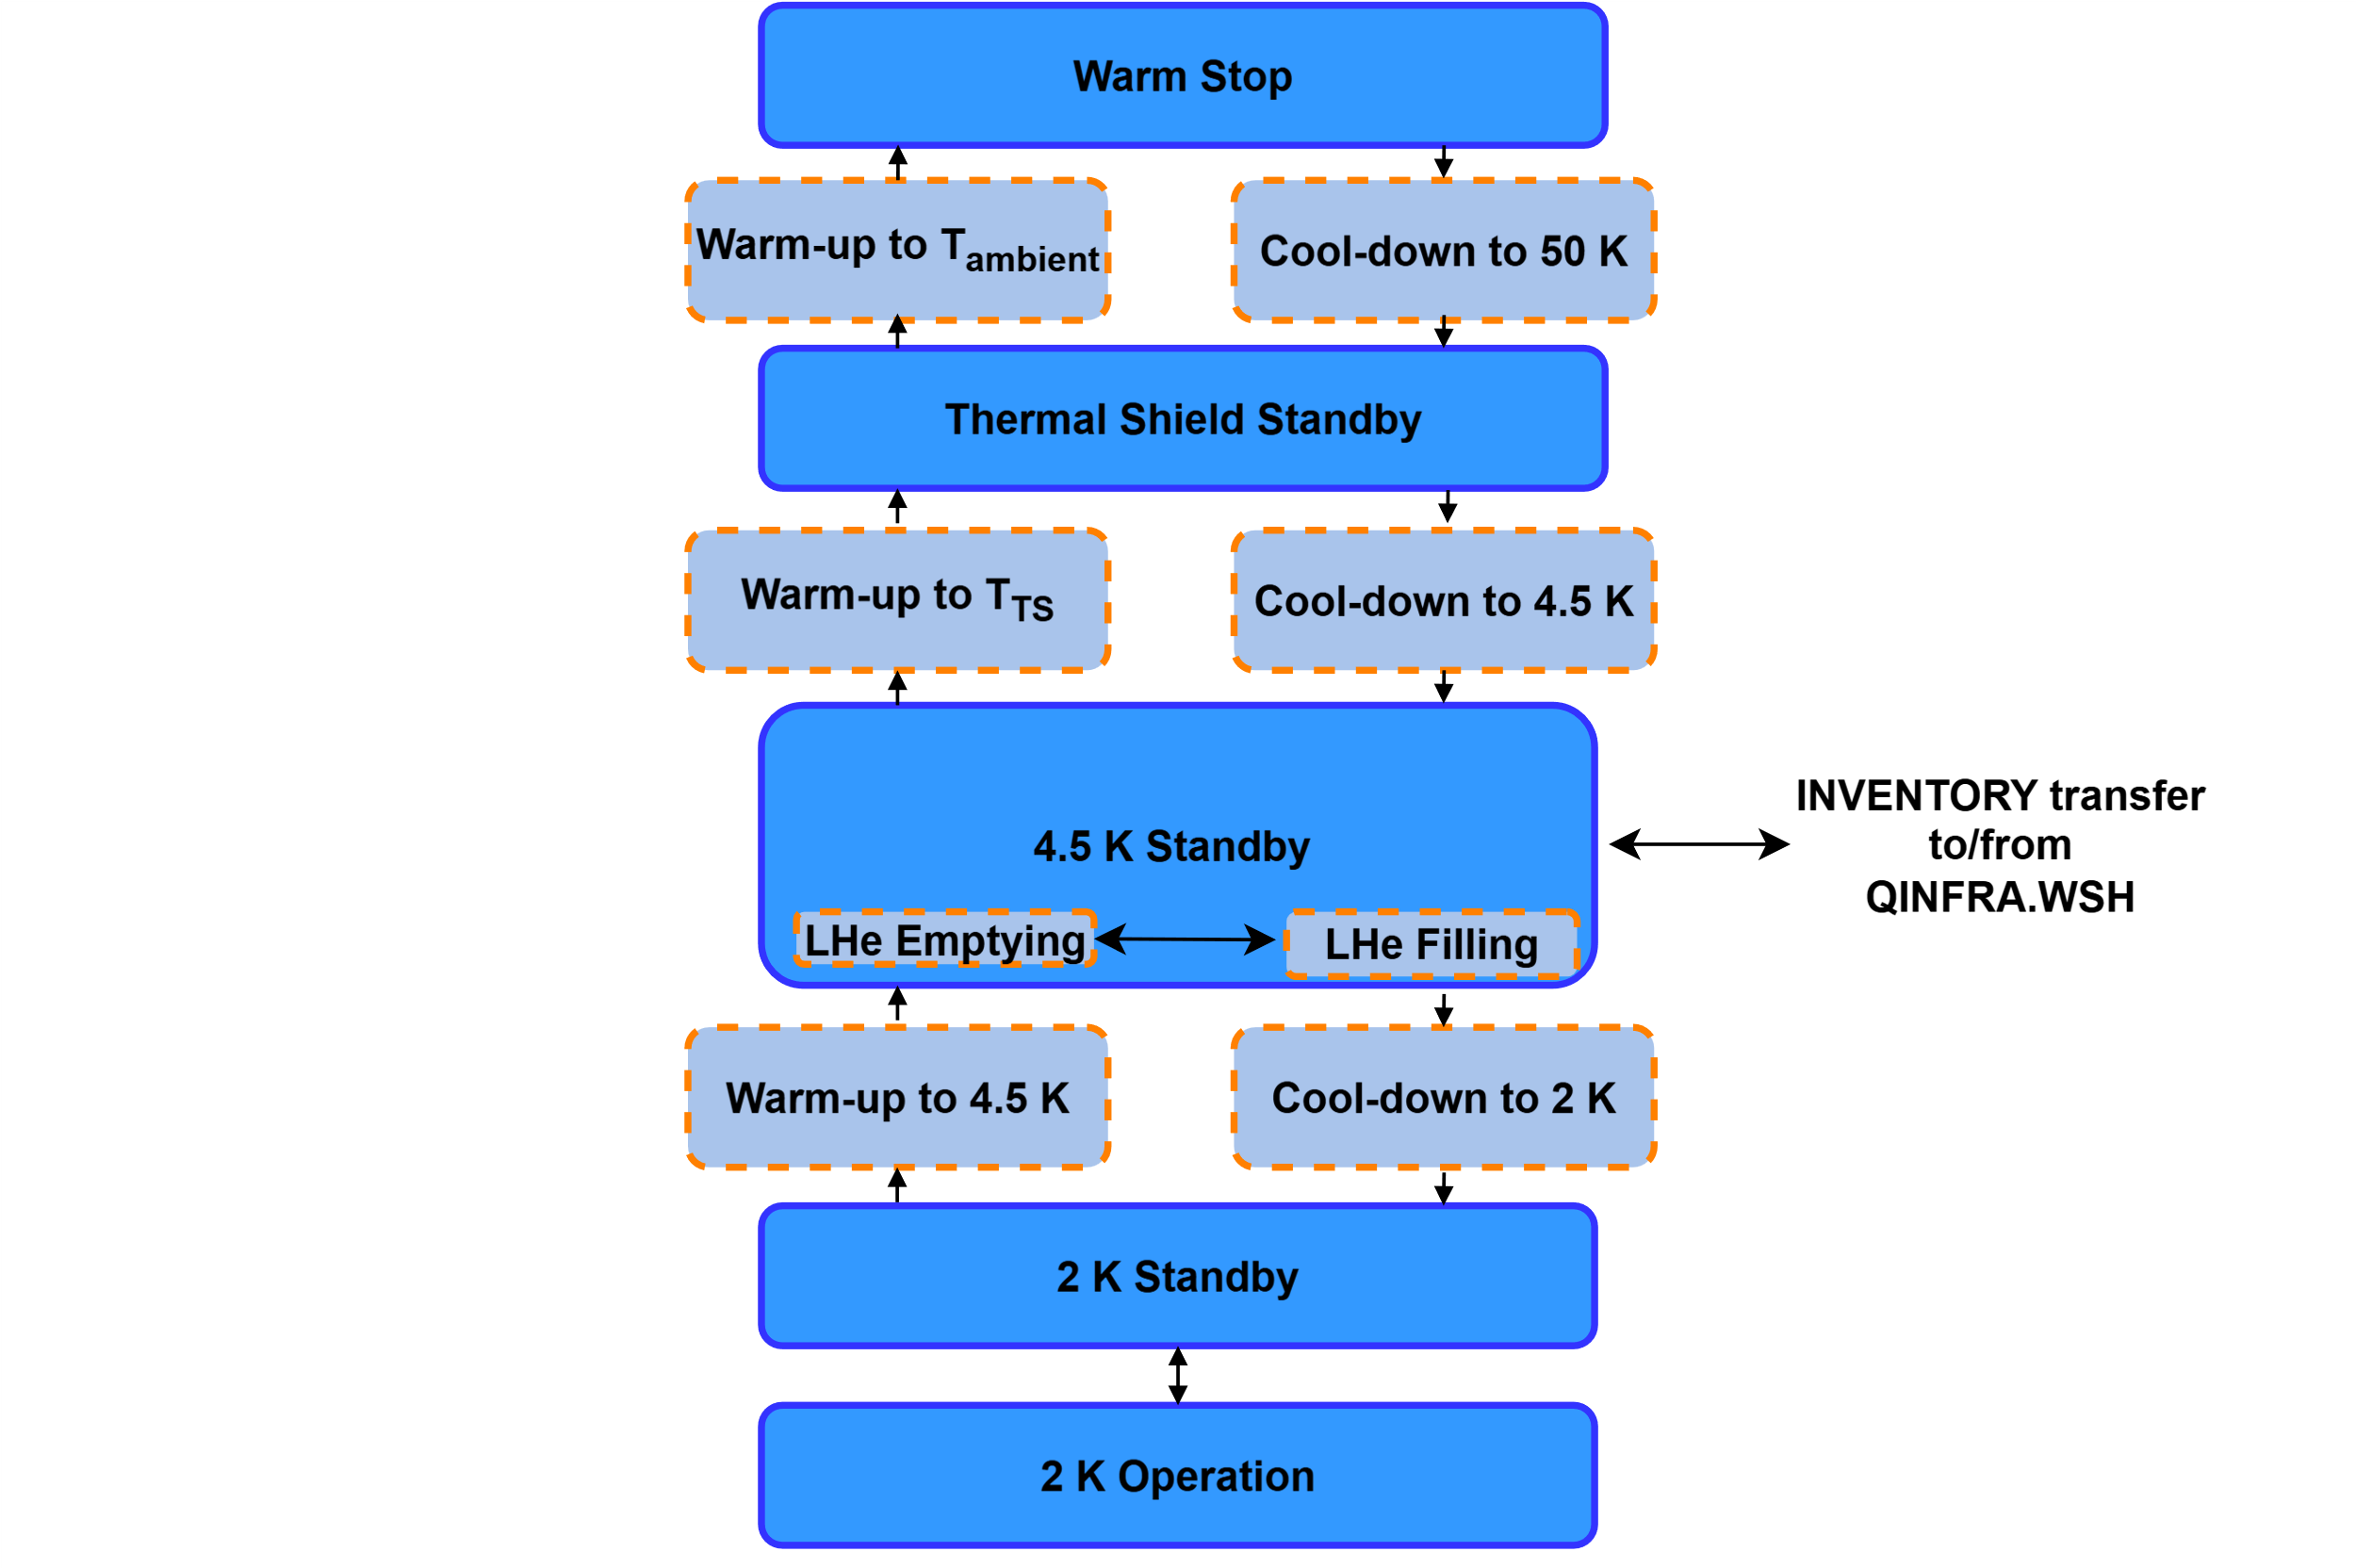 Warm Stop
Warm-up to Tambient
Cool-down to 50 K
Thermal Shield Standby
Warm-up to TTS
Cool-down to 4.5 K
4.5 K Standby
INVENTORY transfer
to/from
QINFRA.WSH
LHe Emptying
LHe Filling
Warm-up to 4.5 K
Cool-down to 2 K
2 K Standby
2 K Operation